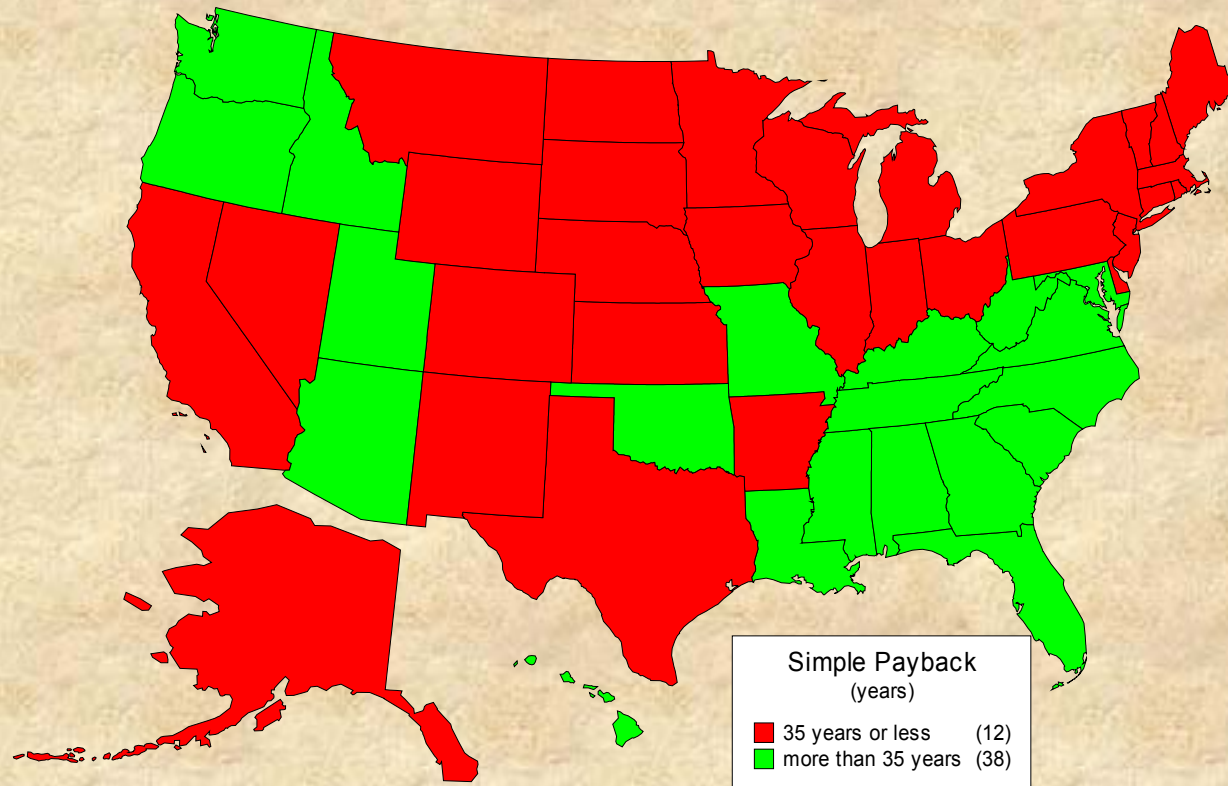 Simple Payback
(years)
35 years or less (12)
more than 35 years (38)